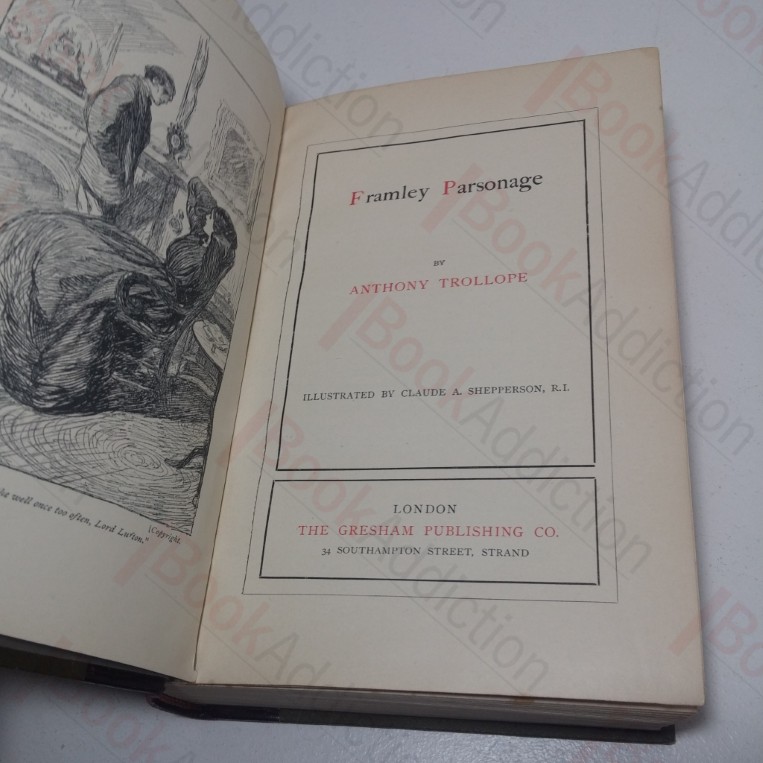 he well once too often, Lord Lufton."
[Copyright.
Framley Parsonage
BY
ANTHONY TROLLOPE
ILLUSTRATED BY CLAUDE A. SHEPPERSON, R.I.
LONDON
THE GRESHAM PUBLISHING CO.
34 SOUTHAMPTON STREET, STRAND
BookAddiction